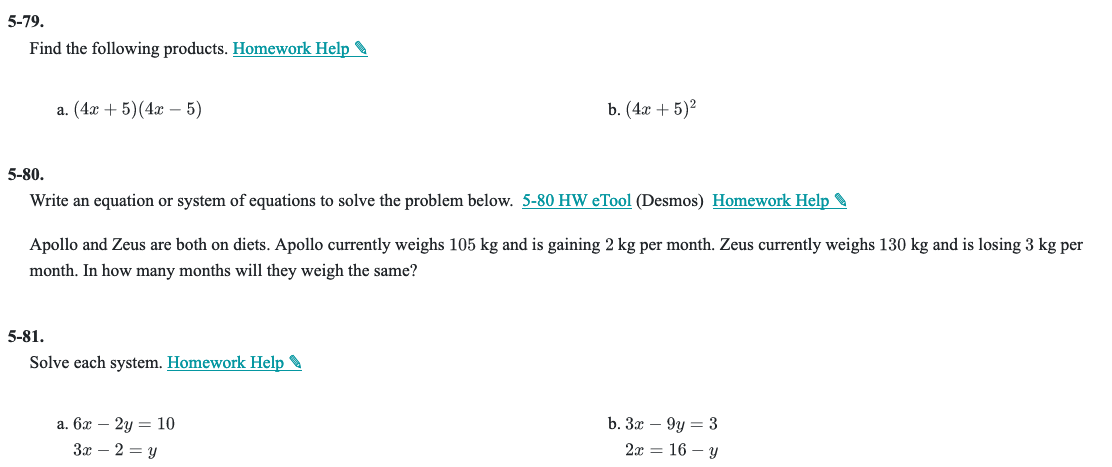 5-79.
Find the following products. Homework Help ✎
a. (4x + 5)(4x − 5)
b. (4x + 5)²
5-80.
Write an equation or system of equations to solve the problem below. 5-80 HW eTool (Desmos) Homework Help ✎
Apollo and Zeus are both on diets. Apollo currently weighs 105 kg and is gaining 2 kg per month. Zeus currently weighs 130 kg and is losing 3 kg per
month. In how many months will they weigh the same?
5-81.
Solve each system. Homework Help ✎
a. 6x − 2y = 10
3x − 2 = y
b. 3x − 9y = 3
2x = 16 − y